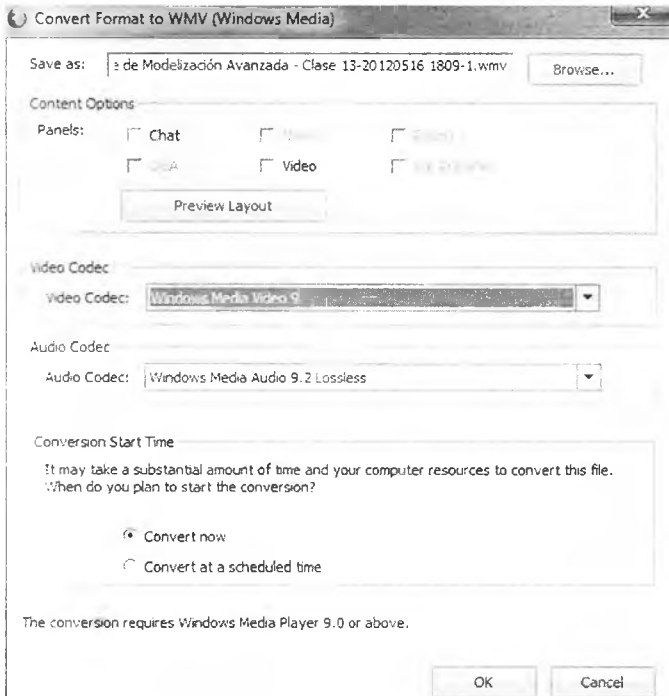 Convert Format to WMV (Windows Media)
Save as: e de Modelización Avanzada - Clase 13-20120516 1809-1.wmv Browse...
Content Options
Panels: Chat
Video
Preview Layout
Video Codec
Video Codec: Windows Media Video 9
Audio Codec
Audio Codec: Windows Media Audio 9.2 Lossless
Conversion Start Time
It may take a substantial amount of time and your computer resources to convert this file.
When do you plan to start the conversion?
Convert now
Convert at a scheduled time
The conversion requires Windows Media Player 9.0 or above.
OK Cancel